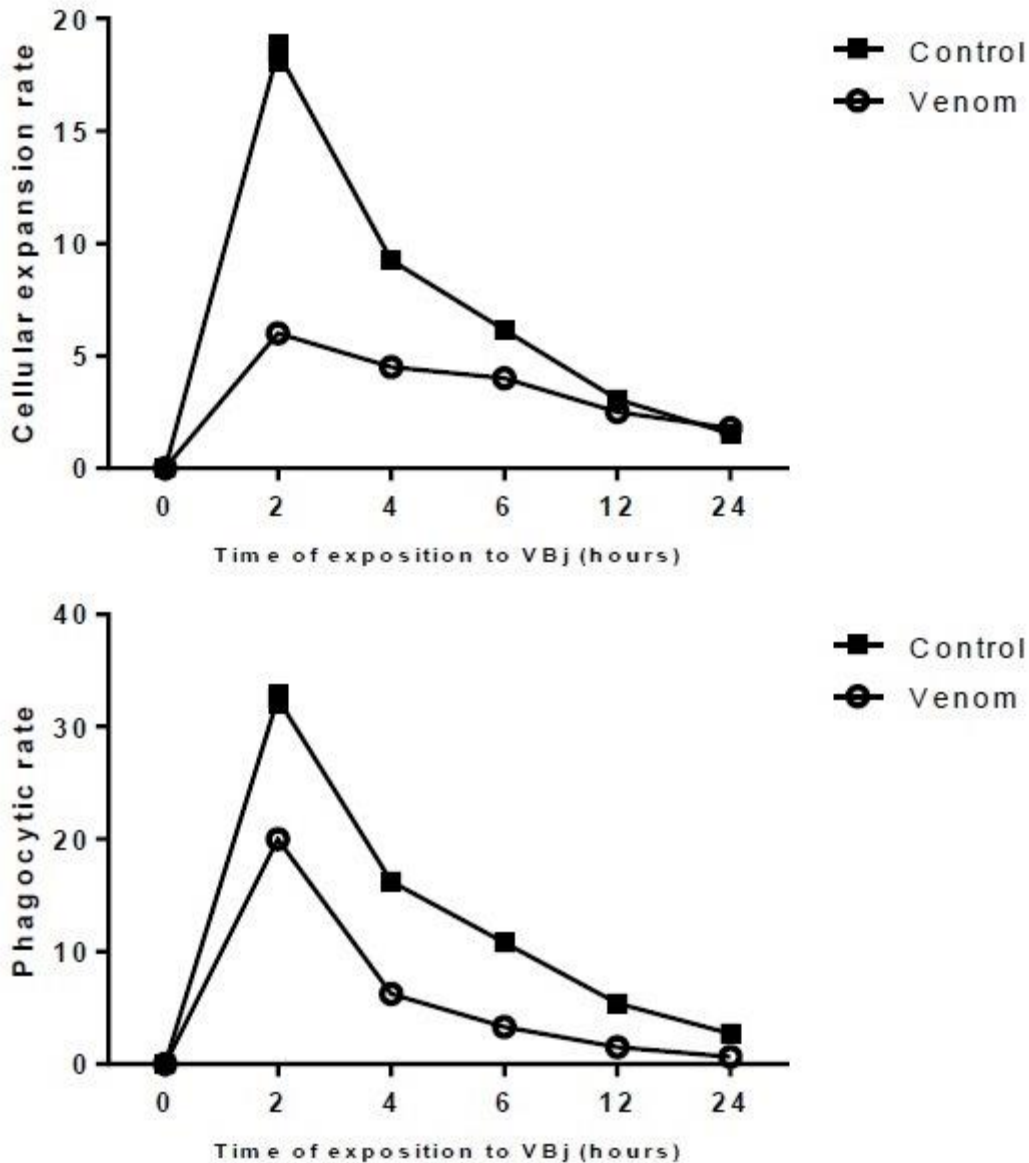 20
15
10
5
0
Cellular expansion rate
0 2 4 6 12 24
Time of exposition to VBj (hours)
Control
Venom
40
30
20
10
0
Phagocytic rate
0 2 4 6 12 24
Time of exposition to VBj (hours)
Control
Venom